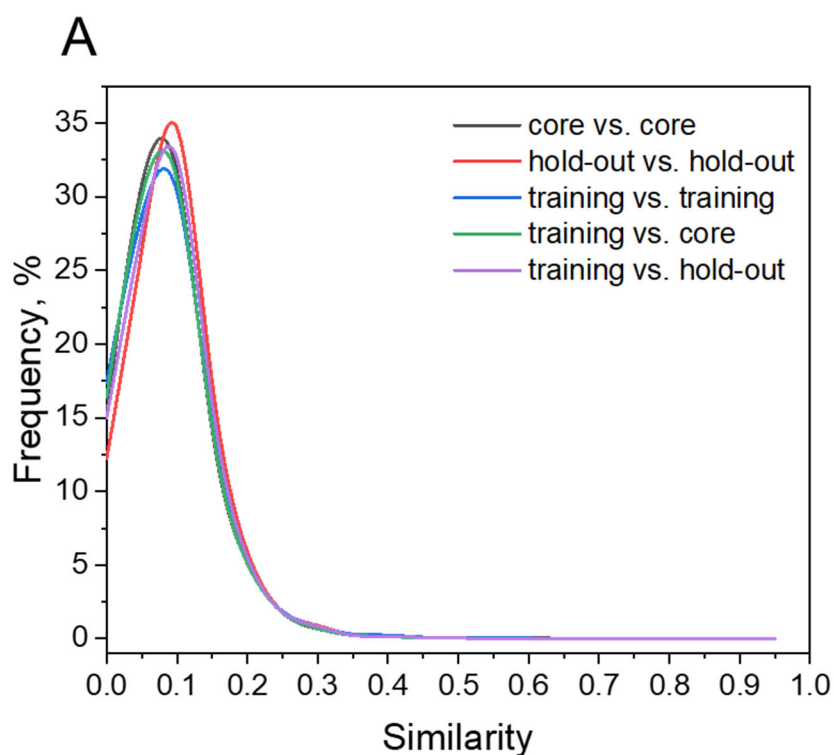 A
core vs. core
hold-out vs. hold-out
training vs. training
training vs. core
training vs. hold-out
Frequency, %
35
30
25
20
15
10
5
0
0.0 0.1 0.2 0.3 0.4 0.5 0.6 0.7 0.8 0.9 1.0
Similarity